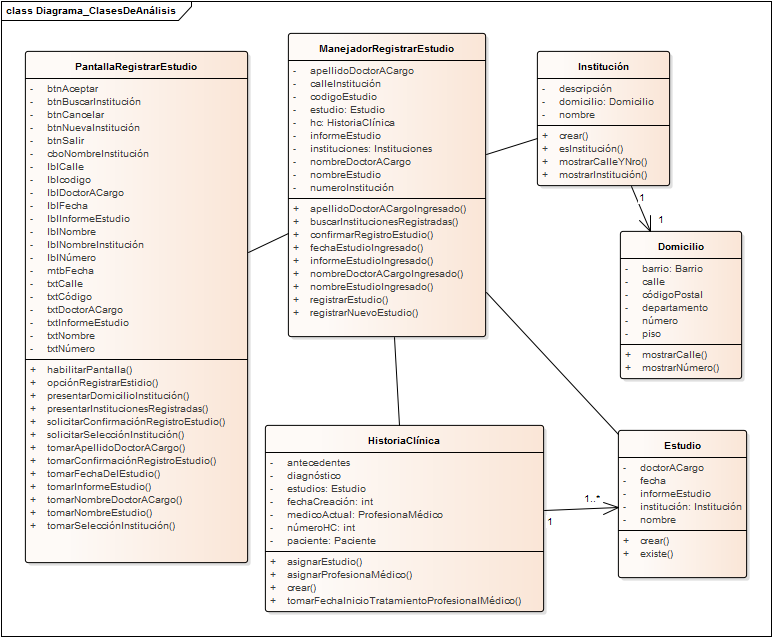 class Diagrama_ClasesDeAnálisis
PantallaRegistrarEstudio
- btnAceptar
- btnBuscarInstitución
- btnCancelar
- btnNuevaInstitución
- btnSalir
- cboNombreInstitución
- lblCalle
- lblcodigo
- lblDoctorACargo
- lblFecha
- lblInformeEstudio
- lblNombre
- lblNombreInstitución
- lblNúmero
- mtbFecha
- txtCalle
- txtCódigo
- txtDoctorACargo
- txtInformeEstudio
- txtNombre
- txtNúmero
+ habilitarPantalla()
+ opciónRegistrarEstidio()
+ presentarDomicilioInstitución()
+ presentarInstitucionesRegistradas()
+ solicitarConfirmaciónRegistroEstudio()
+ solicitarSelecciónInstitución()
+ tomarApellidoDoctorACargo()
+ tomarConfirmaciónRegistroEstudio()
+ tomarFechaDelEstudio()
+ tomarInformeEstudio()
+ tomarNombreDoctorACargo()
+ tomarNombreEstudio()
+ tomarSelecciónInstitución()
ManejadorRegistrarEstudio
- apellidoDoctorACargo
- calleInstitución
- codigoEstudio
- estudio: Estudio
- hc: HistoriaClínica
- informeEstudio
- instituciones: Instituciones
- nombreDoctorACargo
- nombreEstudio
- numeroInstitución
+ apellidoDoctorACargoIngresado()
+ buscarInstitucionesRegistradas()
+ confirmarRegistroEstudio()
+ fechaEstudioIngresado()
+ informeEstudioIngresado()
+ nombreDoctorACargoIngresado()
+ nombreEstudioIngresado()
+ registrarEstudio()
+ registrarNuevoEstudio()
Institución
- descripción
- domicilio: Domicilio
- nombre
+ crear()
+ esInstitución()
+ mostrarCalleYNro()
+ mostrarInstitución()
1
1
Domicilio
- barrio: Barrio
- calle
- códigoPostal
- departamento
- número
- piso
+ mostrarCalle()
+ mostrarNúmero()
HistoriaClínica
- antecedentes
- diagnóstico
- estudios: Estudio
- fechaCreación: int
- medicoActual: ProfesionaMédico
- númeroHC: int
- paciente: Paciente
+ asignarEstudio()
+ asignarProfesionaMédico()
+ crear()
+ tomarFechaInicioTratamientoProfesionalMédico()
1..*
1
Estudio
- doctorACargo
- fecha
- informeEstudio
- institución: Institución
- nombre
+ crear()
+ existe()